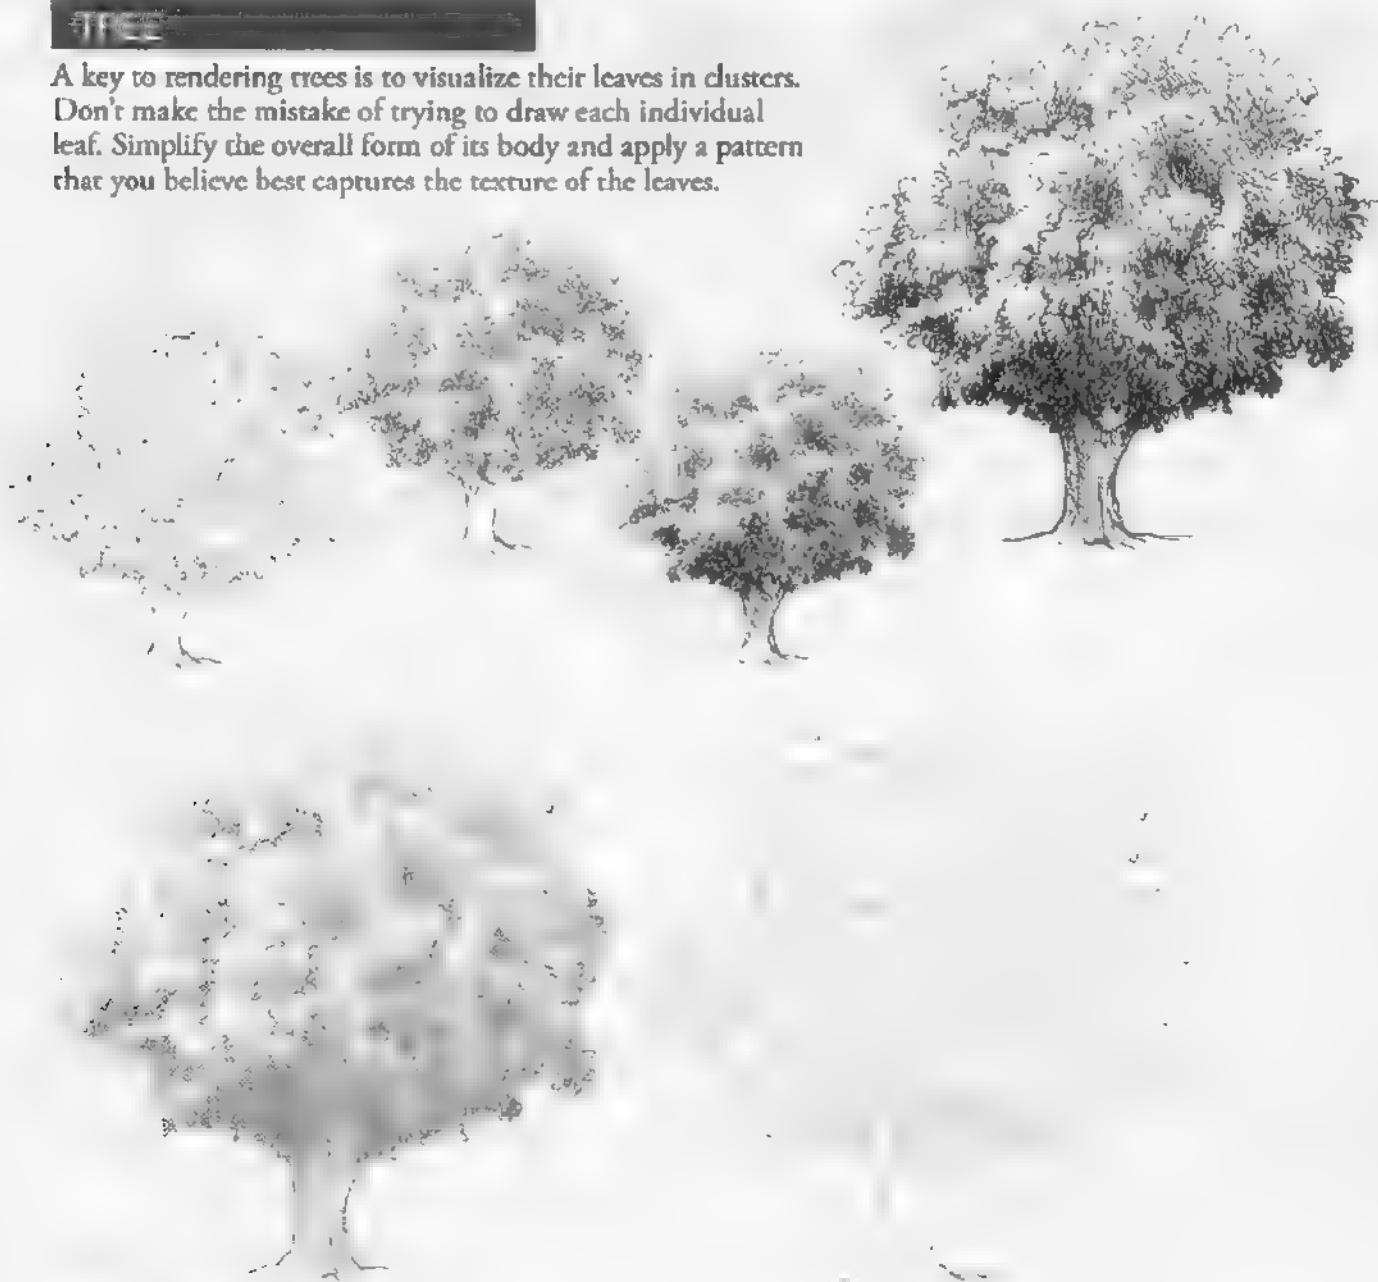 TREE
A key to rendering trees is to visualize their leaves in clusters.
Don't make the mistake of trying to draw each individual
leaf. Simplify the overall form of its body and apply a pattern
that you believe best captures the texture of the leaves.